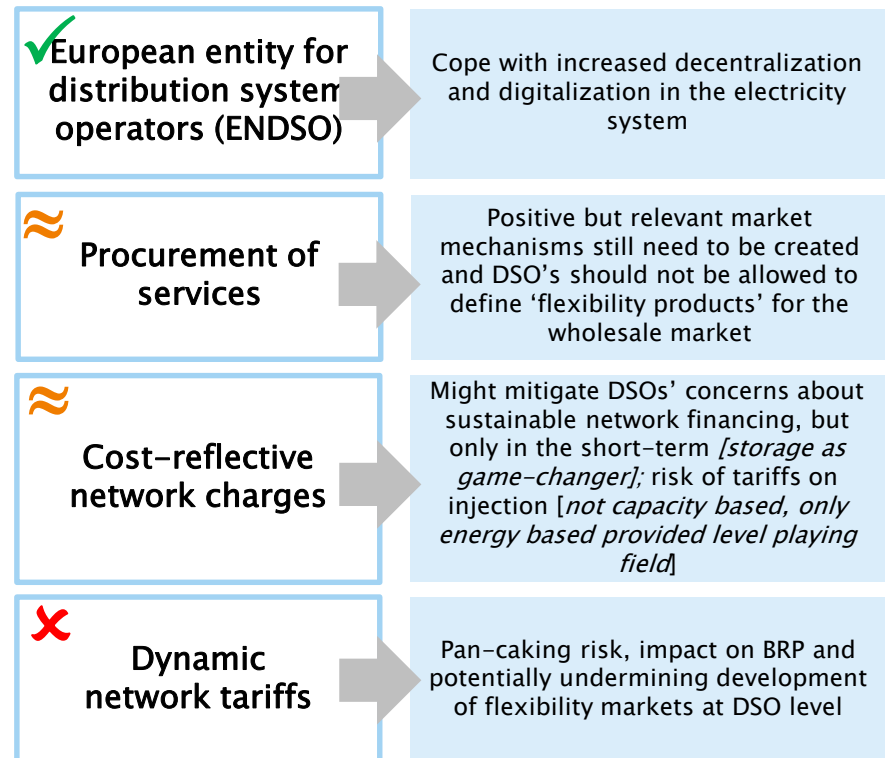 European entity for
distribution system
operators (ENDSO)
Cope with increased decentralization
and digitalization in the electricity
system
≈
Procurement of
services
Positive but relevant market
mechanisms still need to be created
and DSO's should not be allowed to
define ‘flexibility products’ for the
wholesale market
≈
Cost-reflective
network charges
Might mitigate DSOs’ concerns about
sustainable network financing, but
only in the short-term [storage as
game-changer]; risk of tariffs on
injection [not capacity based, only
energy based provided level playing
field]
Dynamic
network tariffs
Pan-caking risk, impact on BRP and
potentially undermining development
of flexibility markets at DSO level